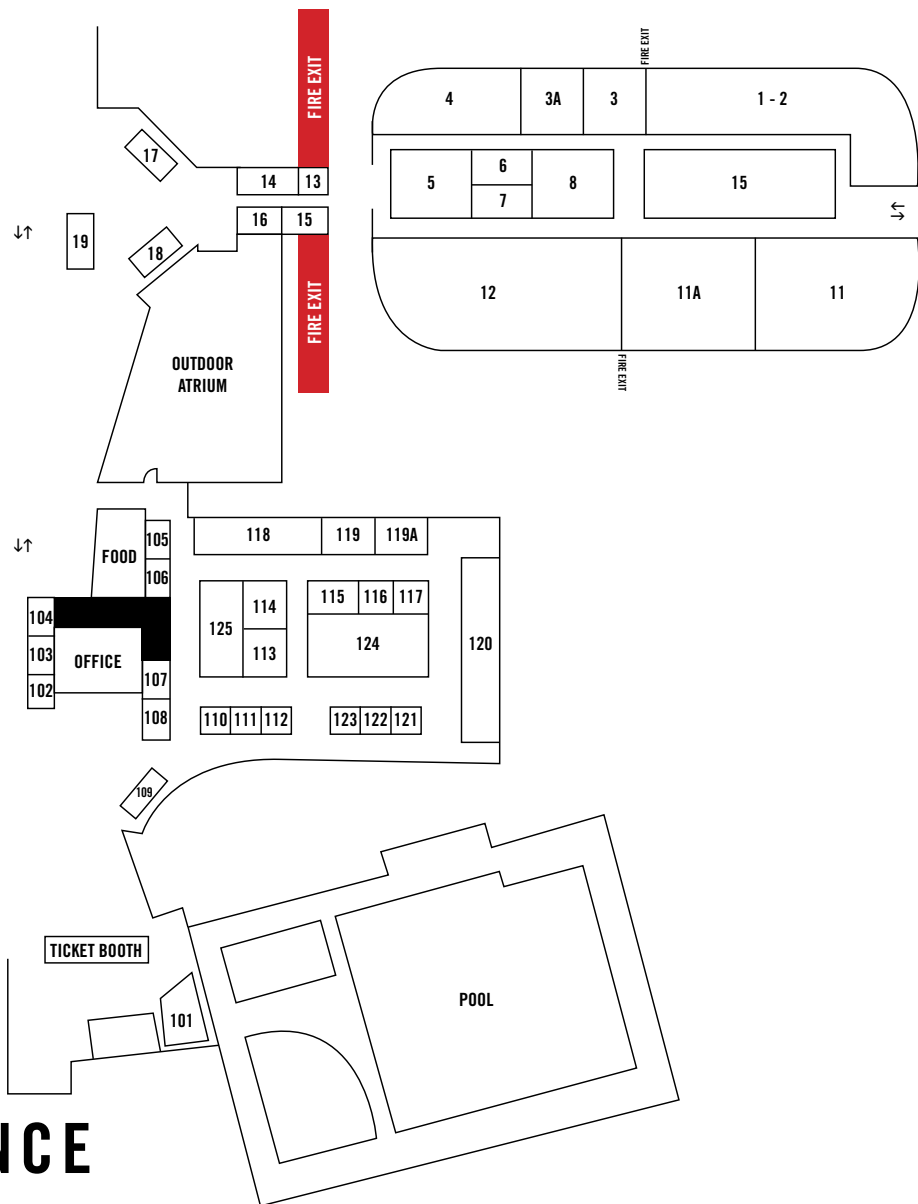 FIRE EXIT
FIRE EXIT
4
3A
3
1 - 2
17
14
13
5
6
7
8
15
↓↑
19
18
16
15
↓↑
12
11A
11
FIRE EXIT
FIRE EXIT
OUTDOOR
ATRIUM
↓↑
FOOD
105
106
118
119
119A
104
103
102
OFFICE
107
108
125
114
113
115
116
117
124
120
110
111
112
123
122
121
109
TICKET BOOTH
101
POOL
NCE